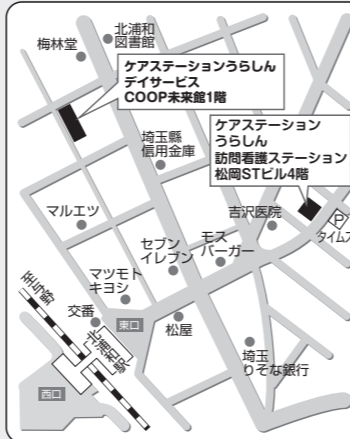 北浦和
図書館
梅林堂
ケアステーションうらしん
デイサービス
COOP未来館1階
埼玉縣
信用金庫
ケアステーション
うらしん
訪問看護ステーション
松岡STビル4階
マルエツ
吉沢医院
P
タイムズ
セブン
イレブン
モス
バーガー
マツモト
キヨシ
至与野
交番
東口
北浦和駅
松屋
埼玉
りそな銀行
西口